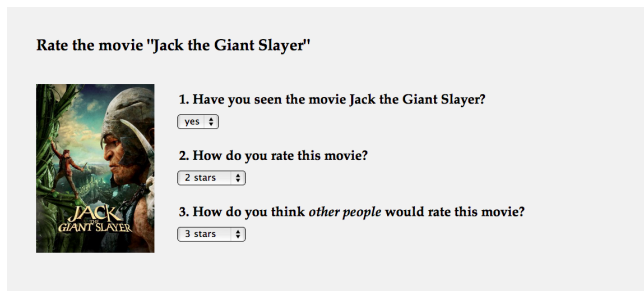 Rate the movie "Jack the Giant Slayer"
1. Have you seen the movie Jack the Giant Slayer?
yes
2. How do you rate this movie?
2 stars
3. How do you think other people would rate this movie?
3 stars
JACK
THE
GIANT SLAYER